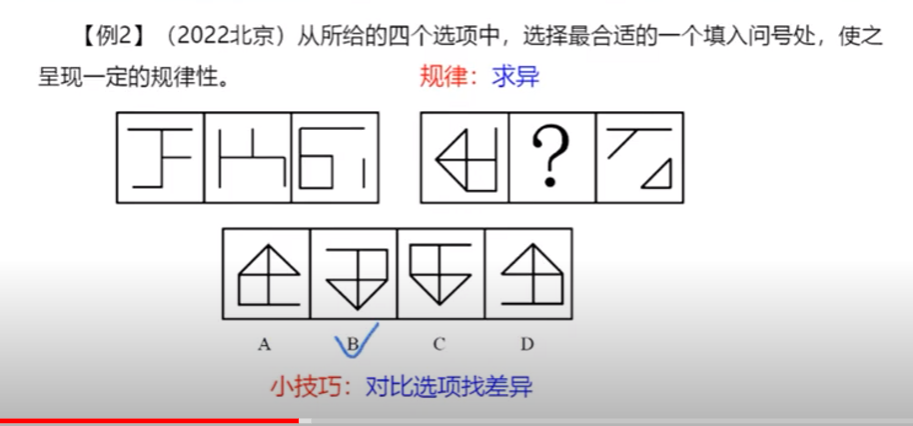 【例2】（2022北京）从所给的四个选项中，选择最合适的一个填入问号处，使之
呈现一定的规律性。
规律：求异
?
A B C D
小技巧：对比选项找差异